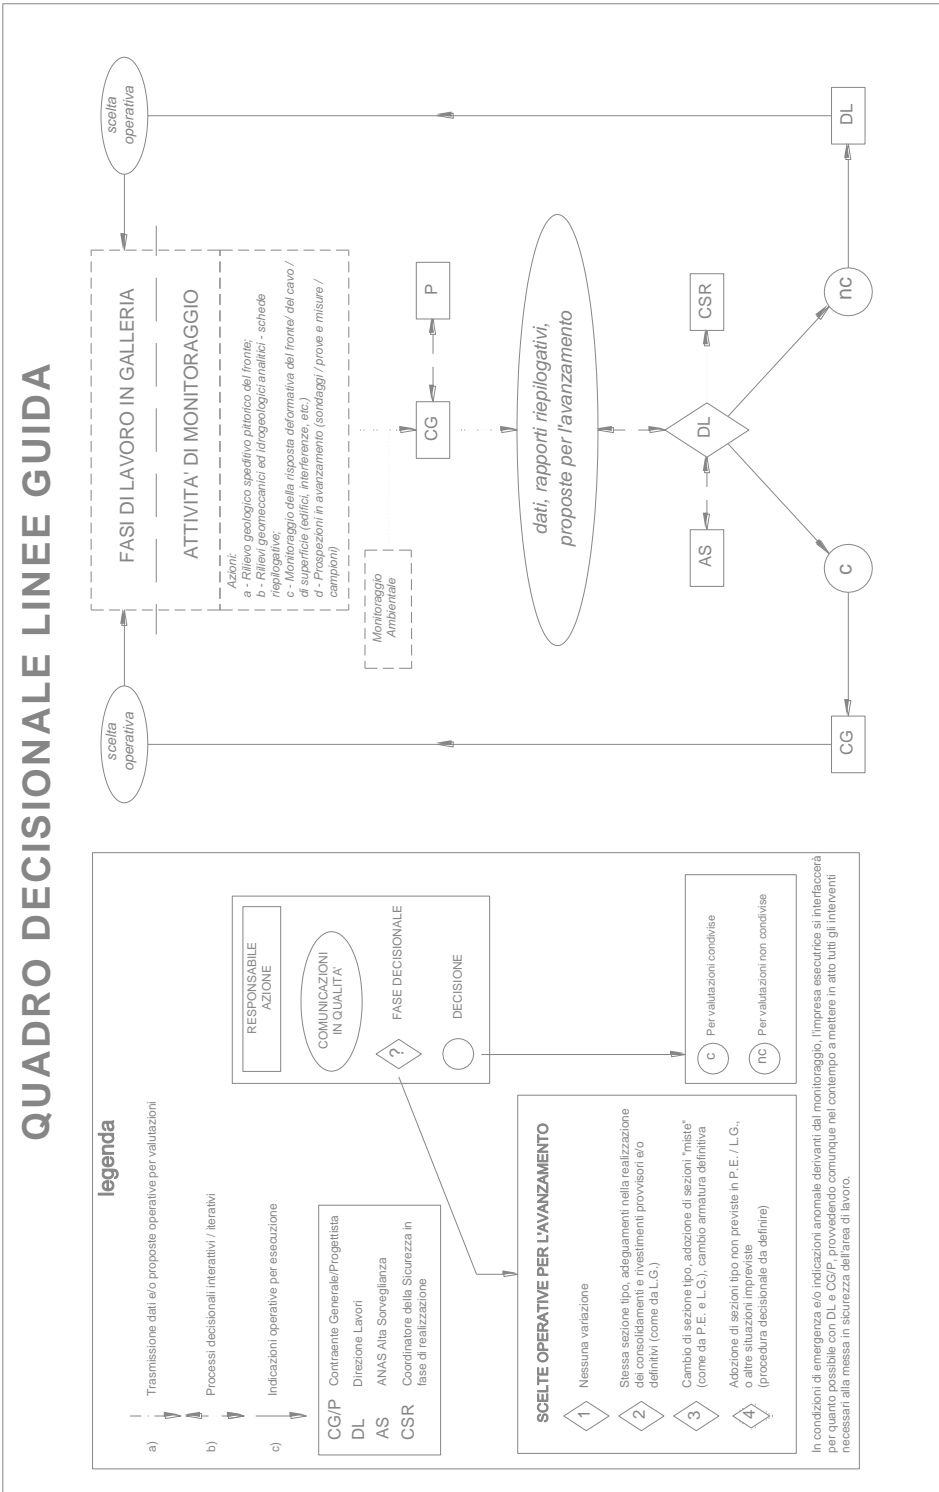 QUADRO DECISIONALE LINEE GUIDA
legenda
a)
Trasmissione dati e/o proposte operative per valutazioni
b)
Processi decisionali interattivi / iterativi
c)
Indicazioni operative per esecuzione
CG/P
Contraente Generale/Progettista
DL
Direzione Lavori
AS
ANAS Alta Sorveglianza
CSR
Coordinatore della Sicurezza in
fase di realizzazione
RESPONSABILE
AZIONE
COMUNICAZIONI
IN QUALITA'
?
FASE DECISIONALE
DECISIONE
SCELTE OPERATIVE PER L'AVANZAMENTO
1
Nessuna variazione
2
Stessa sezione tipo, adeguamenti nella realizzazione
dei consolidamenti e rivestimenti provvisori e/o
definitivi (come da L.G.)
3
Cambio di sezione tipo, adozione di sezioni "miste"
(come da P.E. e L.G.), cambio armatura definitiva
4
Adozione di sezioni tipo non previste in P.E. / L.G.,
o altre situazioni impreviste
(procedura decisionale da definire)
c
Per valutazioni condivise
nc
Per valutazioni non condivise
In condizioni di emergenza e/o indicazioni anomale derivanti dal monitoraggio, l'impresa esecutrice si interfaccerà
per quanto possibile con DL e CG/P, provvedendo comunque nel contempo a mettere in atto tutti gli interventi
necessari alla messa in sicurezza dell'area di lavoro.
scelta
operativa
scelta
operativa
FASI DI LAVORO IN GALLERIA
ATTIVITA' DI MONITORAGGIO
Azioni:
a - Rilievo geologico speditivo pittorico del fronte;
b - Rilievi geomeccanici ed idrogeologici analitici - schede
riepilogative;
c - Monitoraggio della risposta deformativa del fronte/ del cavo /
di superficie (edifici, interferenze, etc.)
d - Prospezioni in avanzamento (sondaggi / prove e misure /
campioni)
Monitoraggio
Ambientale
CG
P
dati, rapporti riepilogativi,
proposte per l'avanzamento
AS
DL
CSR
c
nc
CG
DL